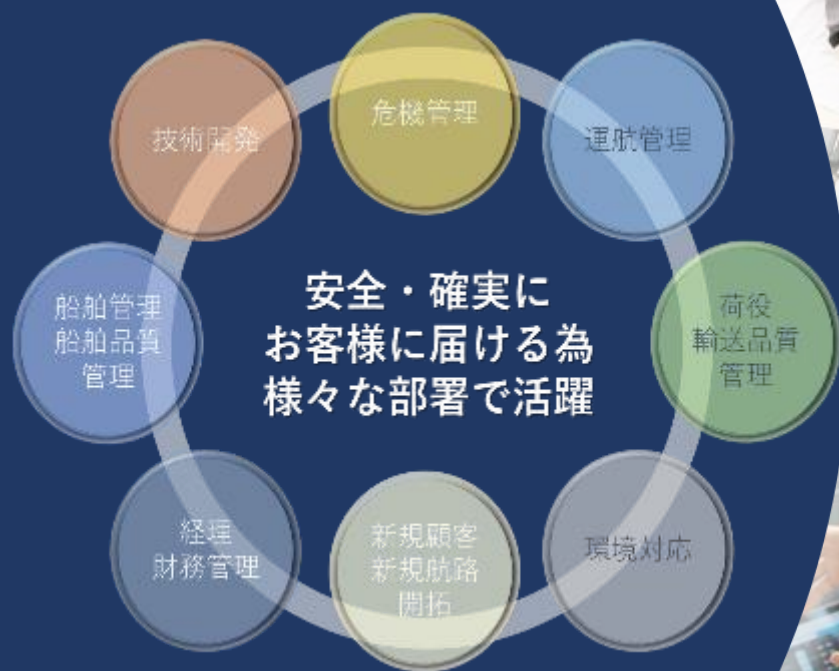 危機管理
運航管理
荷役
輸送品質
管理
環境対応
新規顧客
新規航路
開拓
経理
財務管理
船舶管理
船舶品質
管理
技術開発
安全・確実に
お客様に届ける為
様々な部署で活躍